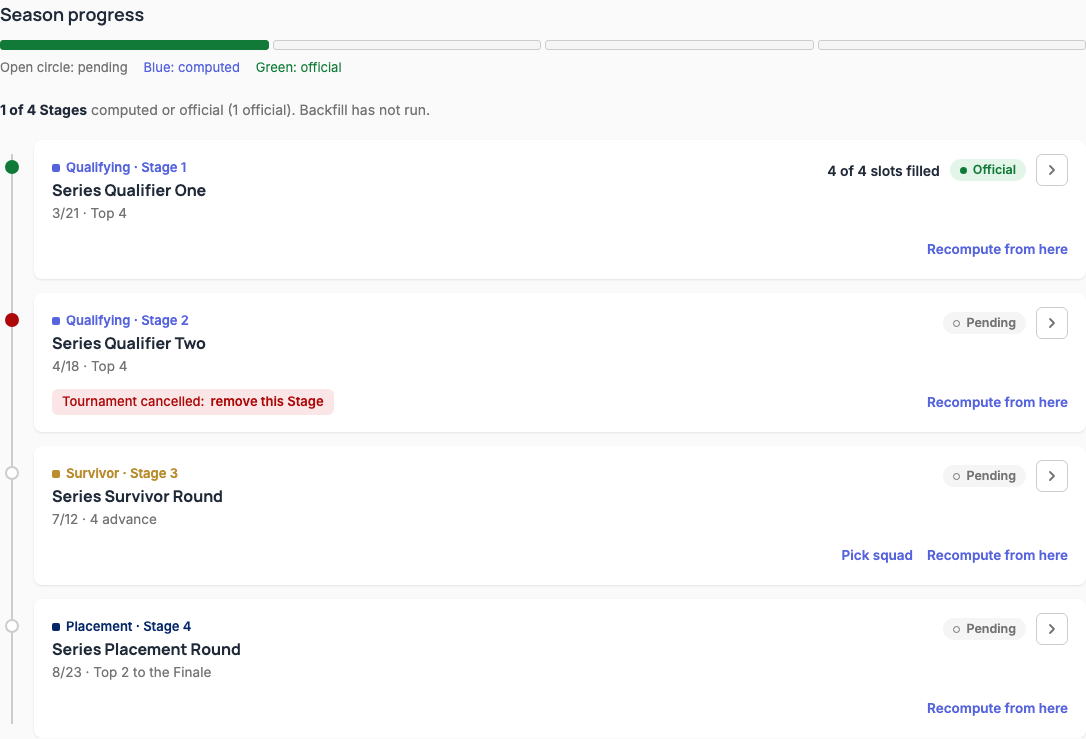 Season progress
Open circle: pending Blue: computed Green: official
1 of 4 Stages computed or official (1 official). Backfill has not run.
Qualifying · Stage 1
4 of 4 slots filled Official
Series Qualifier One
3/21 · Top 4
Recompute from here
Qualifying · Stage 2
Pending
Series Qualifier Two
4/18 · Top 4
Tournament cancelled: remove this Stage
Recompute from here
Survivor · Stage 3
Pending
Series Survivor Round
7/12 · 4 advance
Pick squad Recompute from here
Placement · Stage 4
Pending
Series Placement Round
8/23 · Top 2 to the Finale
Recompute from here